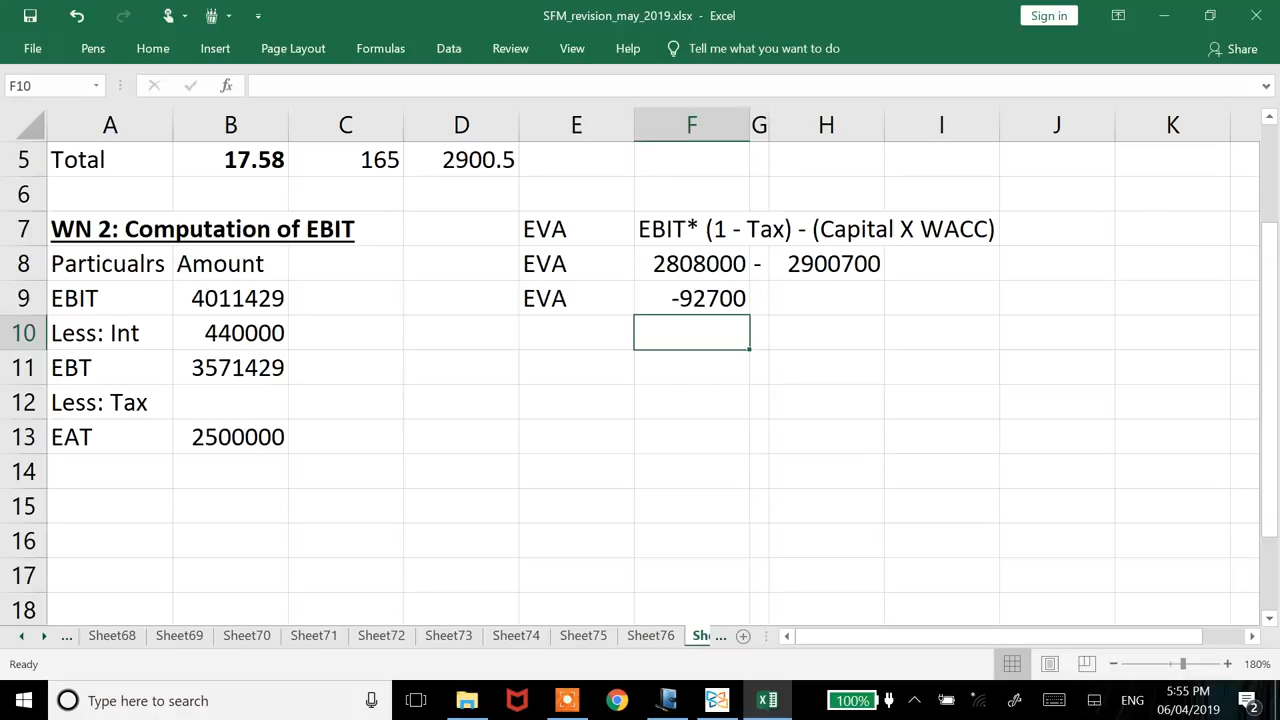 SFM_revision_may_2019.xlsx - Excel
Sign in
File Pens Home Insert Page Layout Formulas Data Review View Help Tell me what you want to do Share
F10 fx
A B C D E F G H I J K
5 Total 17.58 165 2900.5
6
7 WN 2: Computation of EBIT EVA EBIT* (1 - Tax) - (Capital X WACC)
8 Particualrs Amount EVA 2808000 - 2900700
9 EBIT 4011429 EVA -92700
10 Less: Int 440000
11 EBT 3571429
12 Less: Tax
13 EAT 2500000
14
15
16
17
18
... Sheet68 Sheet69 Sheet70 Sheet71 Sheet72 Sheet73 Sheet74 Sheet75 Sheet76 She ...
Ready 180%
Type here to search 100% ENG 5:55 PM
06/04/2019 2